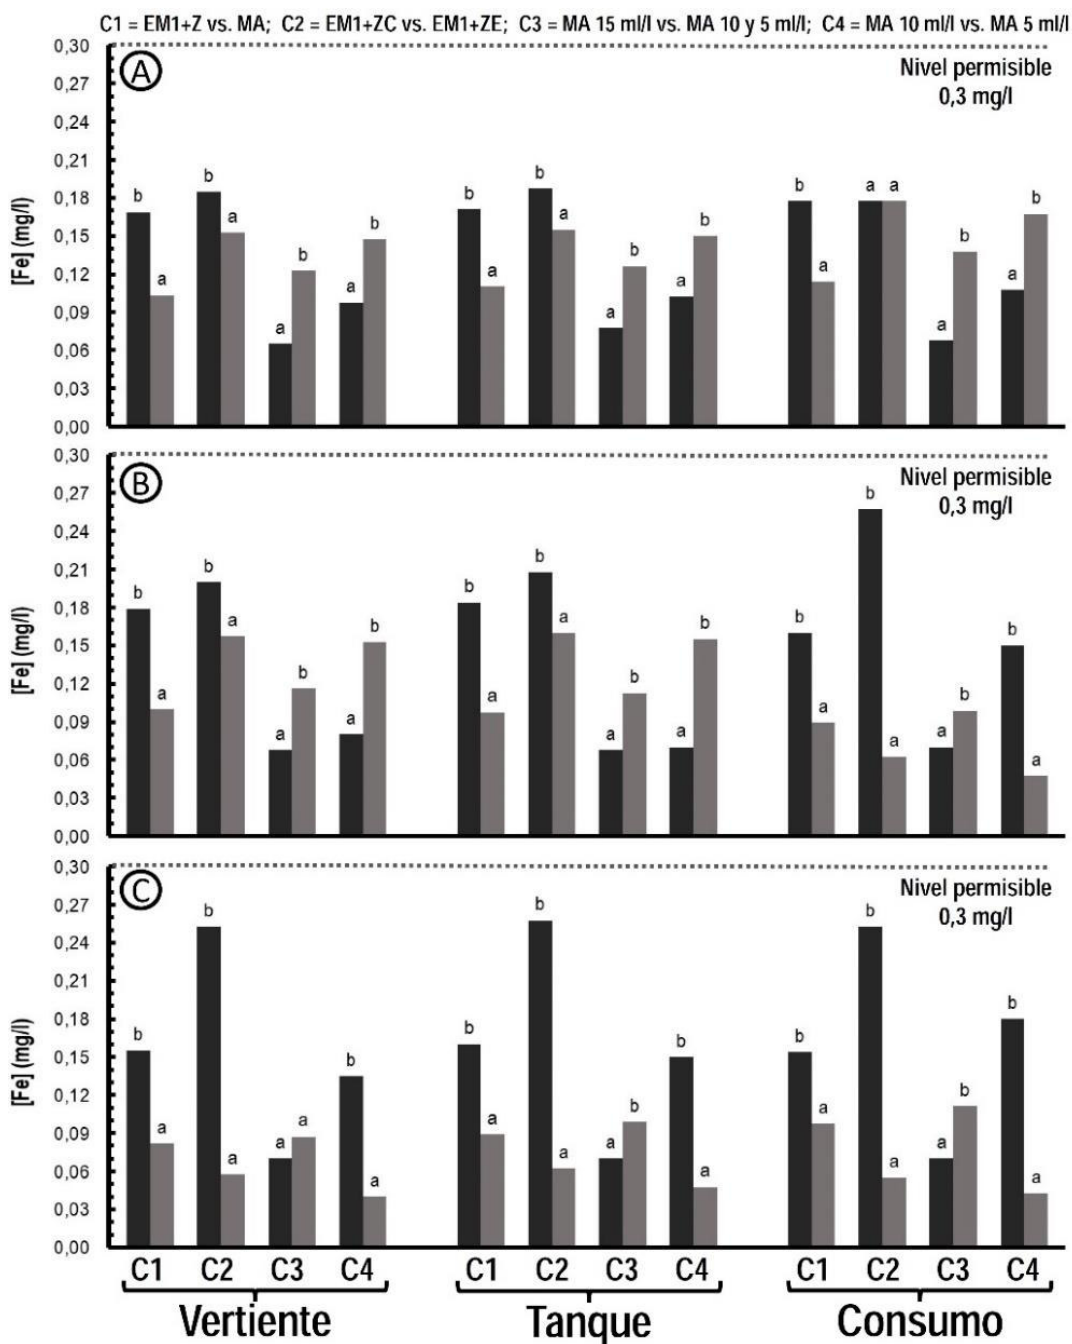 C1 = EM1+Z vs. MA; C2 = EM1+ZC vs. EM1+ZE; C3 = MA 15 ml/l vs. MA 10 y 5 ml/l; C4 = MA 10 ml/l vs. MA 5 ml/l
A
Nivel permisible
0,3 mg/l
[Fe] (mg/l)
0,30
0,27
0,24
0,21
0,18
0,15
0,12
0,09
0,06
0,03
0,00
b a b a a b a b
b a b a a b a b
b a a a a b a b
B
Nivel permisible
0,3 mg/l
[Fe] (mg/l)
0,30
0,27
0,24
0,21
0,18
0,15
0,12
0,09
0,06
0,03
0,00
b a b a a b a b
b a b a a b a b
b a b a a b b a
C
Nivel permisible
0,3 mg/l
[Fe] (mg/l)
0,30
0,27
0,24
0,21
0,18
0,15
0,12
0,09
0,06
0,03
0,00
b a b a a a b a
b a b a a b b a
b a b a a b b a
C1 C2 C3 C4 C1 C2 C3 C4 C1 C2 C3 C4
Vertiente Tanque Consumo